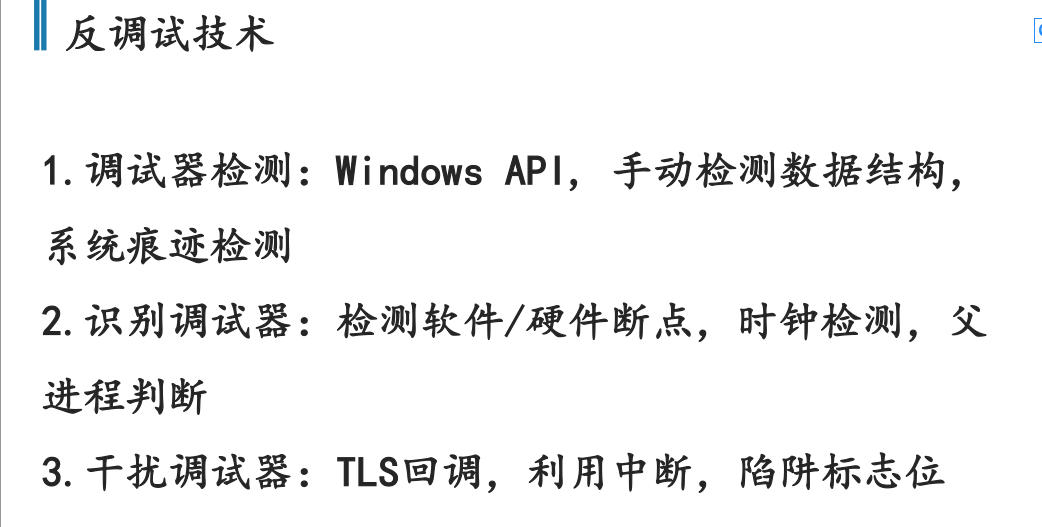 反调试技术
1.调试器检测：Windows API，手动检测数据结构，
系统痕迹检测
2.识别调试器：检测软件/硬件断点，时钟检测，父
进程判断
3.干扰调试器：TLS回调，利用中断，陷阱标志位